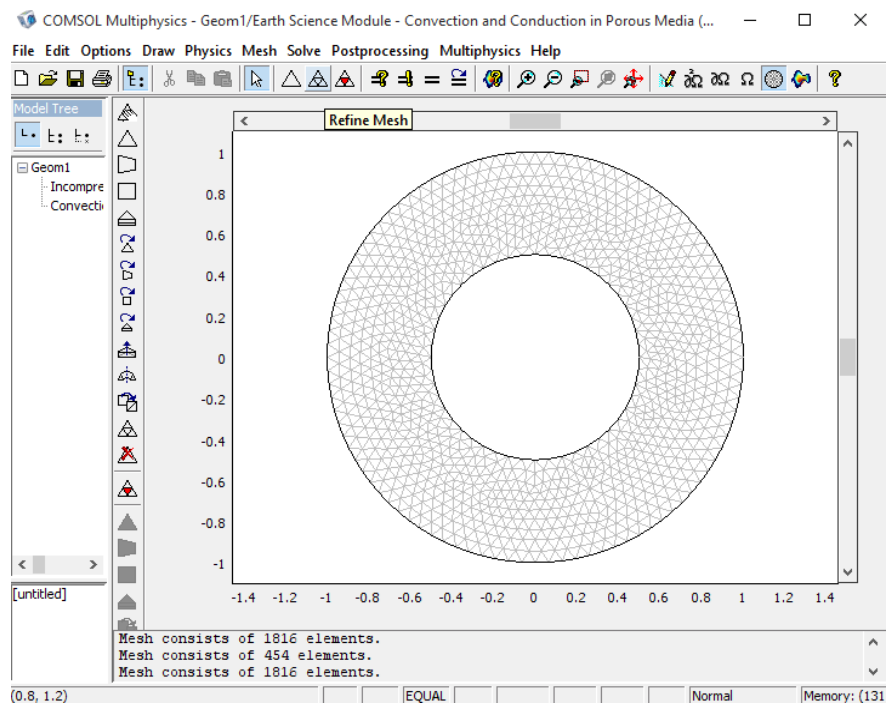 COMSOL Multiphysics - Geom1/Earth Science Module - Convection and Conduction in Porous Media (...
File Edit Options Draw Physics Mesh Solve Postprocessing Multiphysics Help
Model Tree
Refine Mesh
Geom1
Incompre
Convecti
1
0.8
0.6
0.4
0.2
0
-0.2
-0.4
-0.6
-0.8
-1
-1.4 -1.2 -1 -0.8 -0.6 -0.4 -0.2 0 0.2 0.4 0.6 0.8 1 1.2 1.4
[untitled]
Mesh consists of 1816 elements.
Mesh consists of 454 elements.
Mesh consists of 1816 elements.
(0.8, 1.2) EQUAL Normal Memory: (131